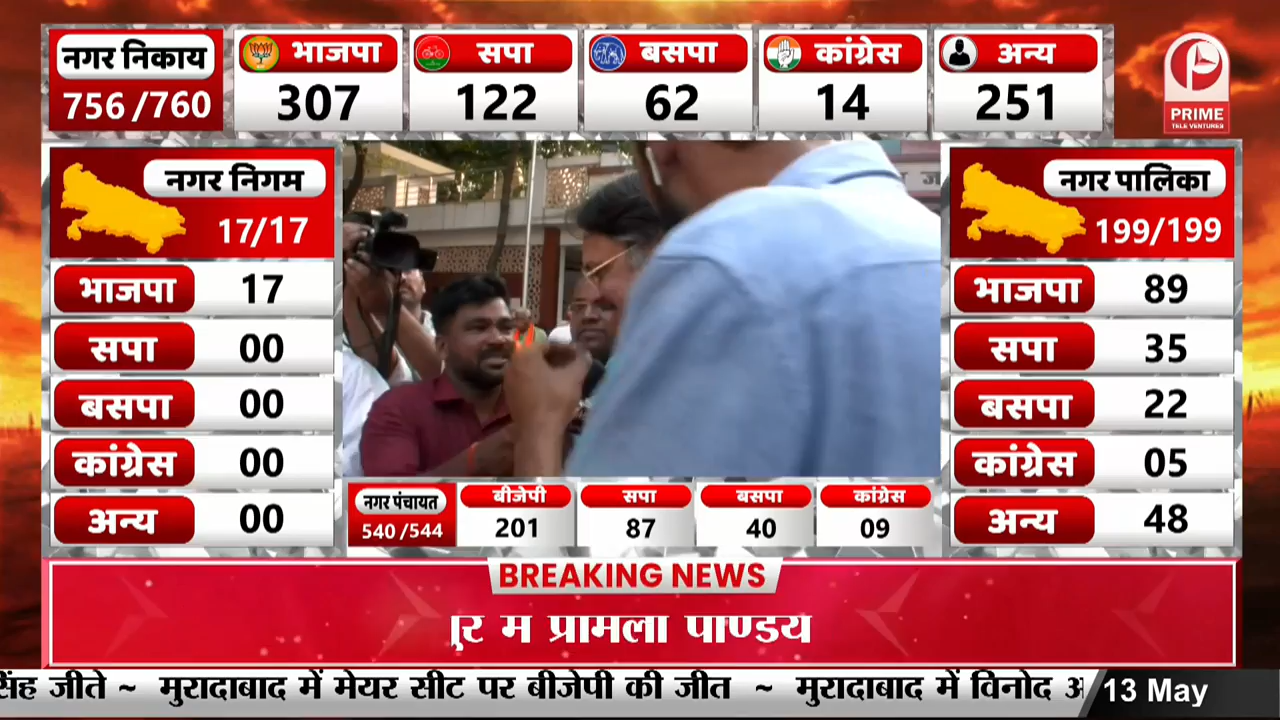 नगर निकाय
756 /760
भाजपा
307
सपा
122
बसपा
62
कांग्रेस
14
अन्य
251
PRIME
TELE VENTURES
नगर निगम
17/17
भाजपा 17
सपा 00
बसपा 00
कांग्रेस 00
अन्य 00
नगर पालिका
199/199
भाजपा 89
सपा 35
बसपा 22
कांग्रेस 05
अन्य 48
नगर पंचायत
540 /544
बीजेपी
201
सपा
87
बसपा
40
कांग्रेस
09
BREAKING NEWS
पाण्डय
सिंह जीते ~ मुरादाबाद में मेयर सीट पर बीजेपी की जीत ~ मुरादाबाद में विनोद
13 May